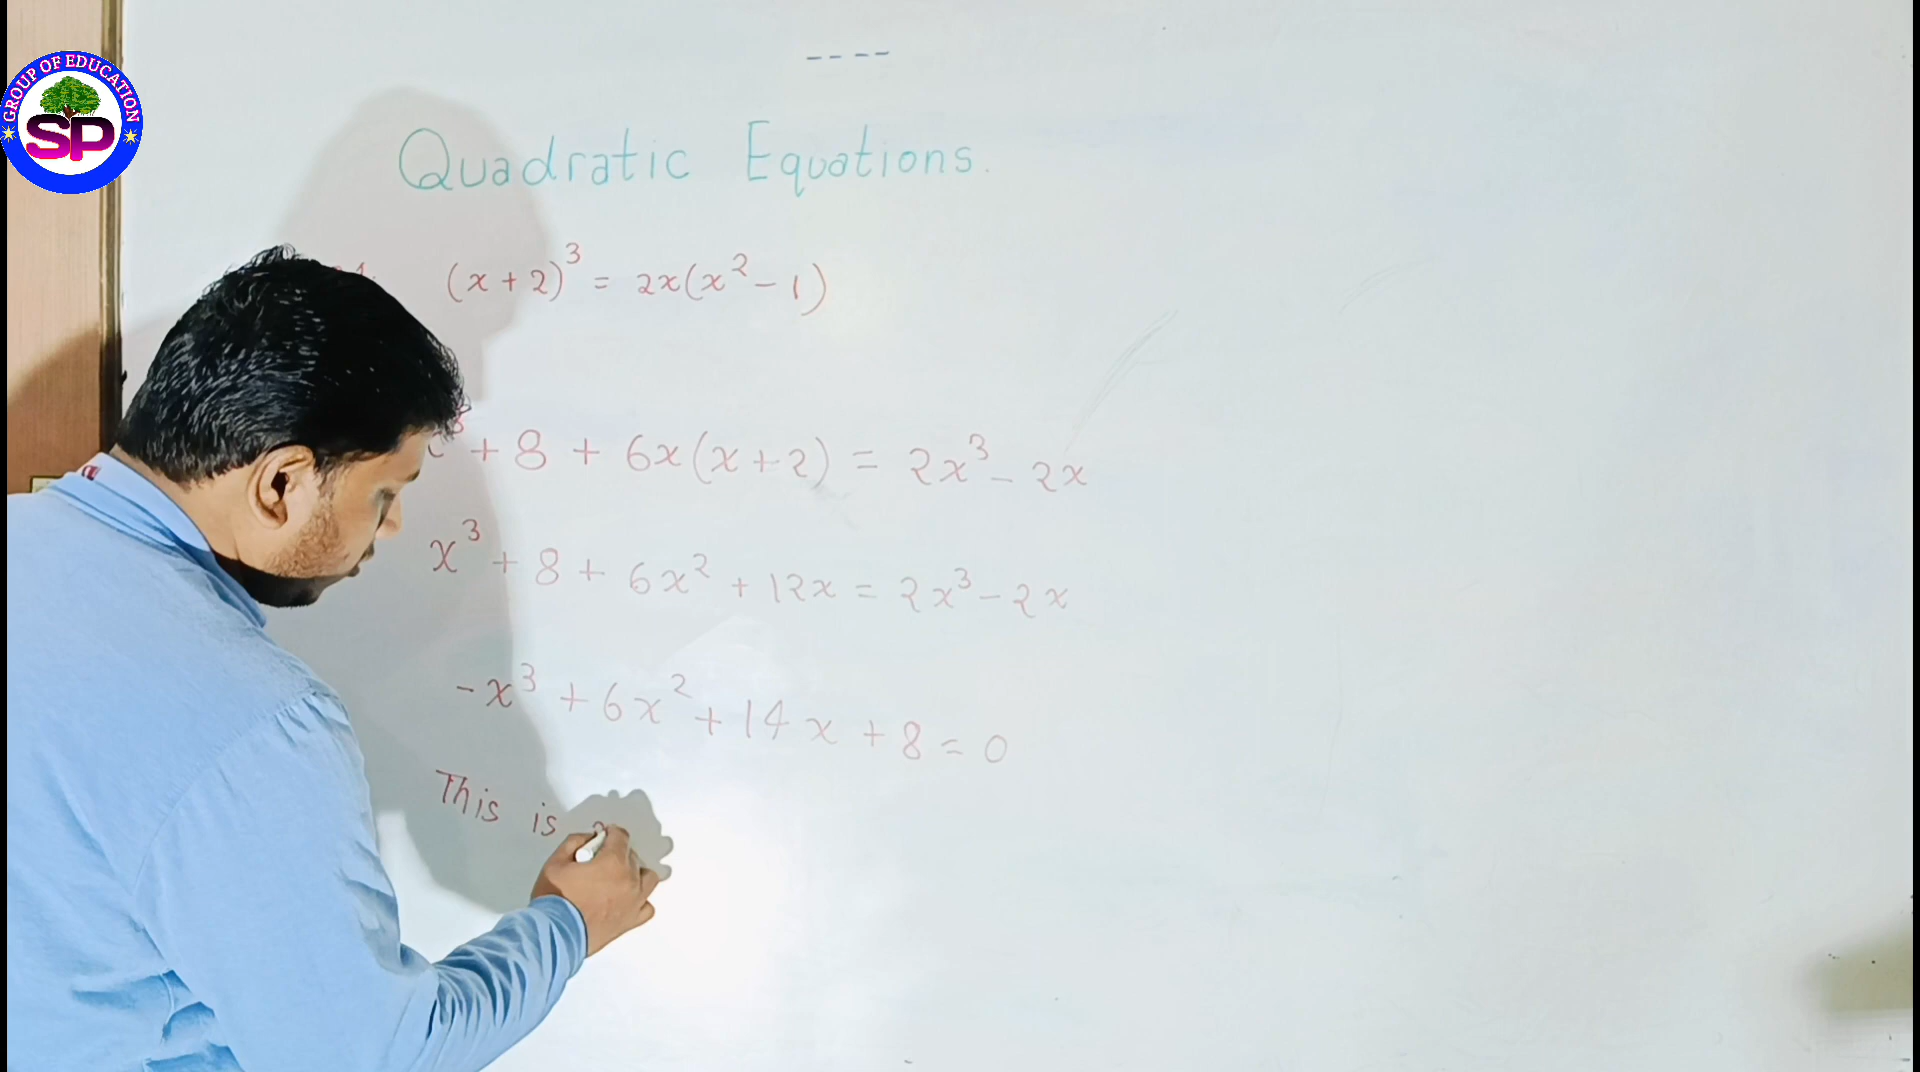 GROUP OF EDUCATION
SP
Quadratic Equations.
(x+2)³ = 2x(x²-1)
+ 8 + 6x(x+2) = 2x³ - 2x
x³ + 8 + 6x² + 12x = 2x³ - 2x
-x³ + 6x² + 14x + 8 = 0
This is